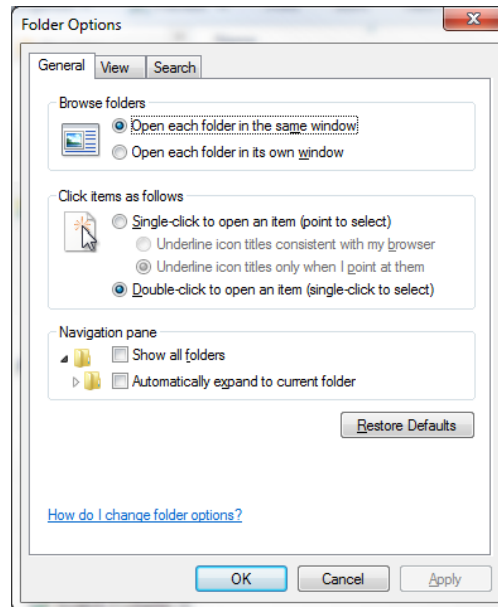 Folder Options
General View Search
Browse folders
Open each folder in the same window
Open each folder in its own window
Click items as follows
Single-click to open an item (point to select)
Underline icon titles consistent with my browser
Underline icon titles only when I point at them
Double-click to open an item (single-click to select)
Navigation pane
Show all folders
Automatically expand to current folder
Restore Defaults
How do I change folder options?
OK Cancel Apply